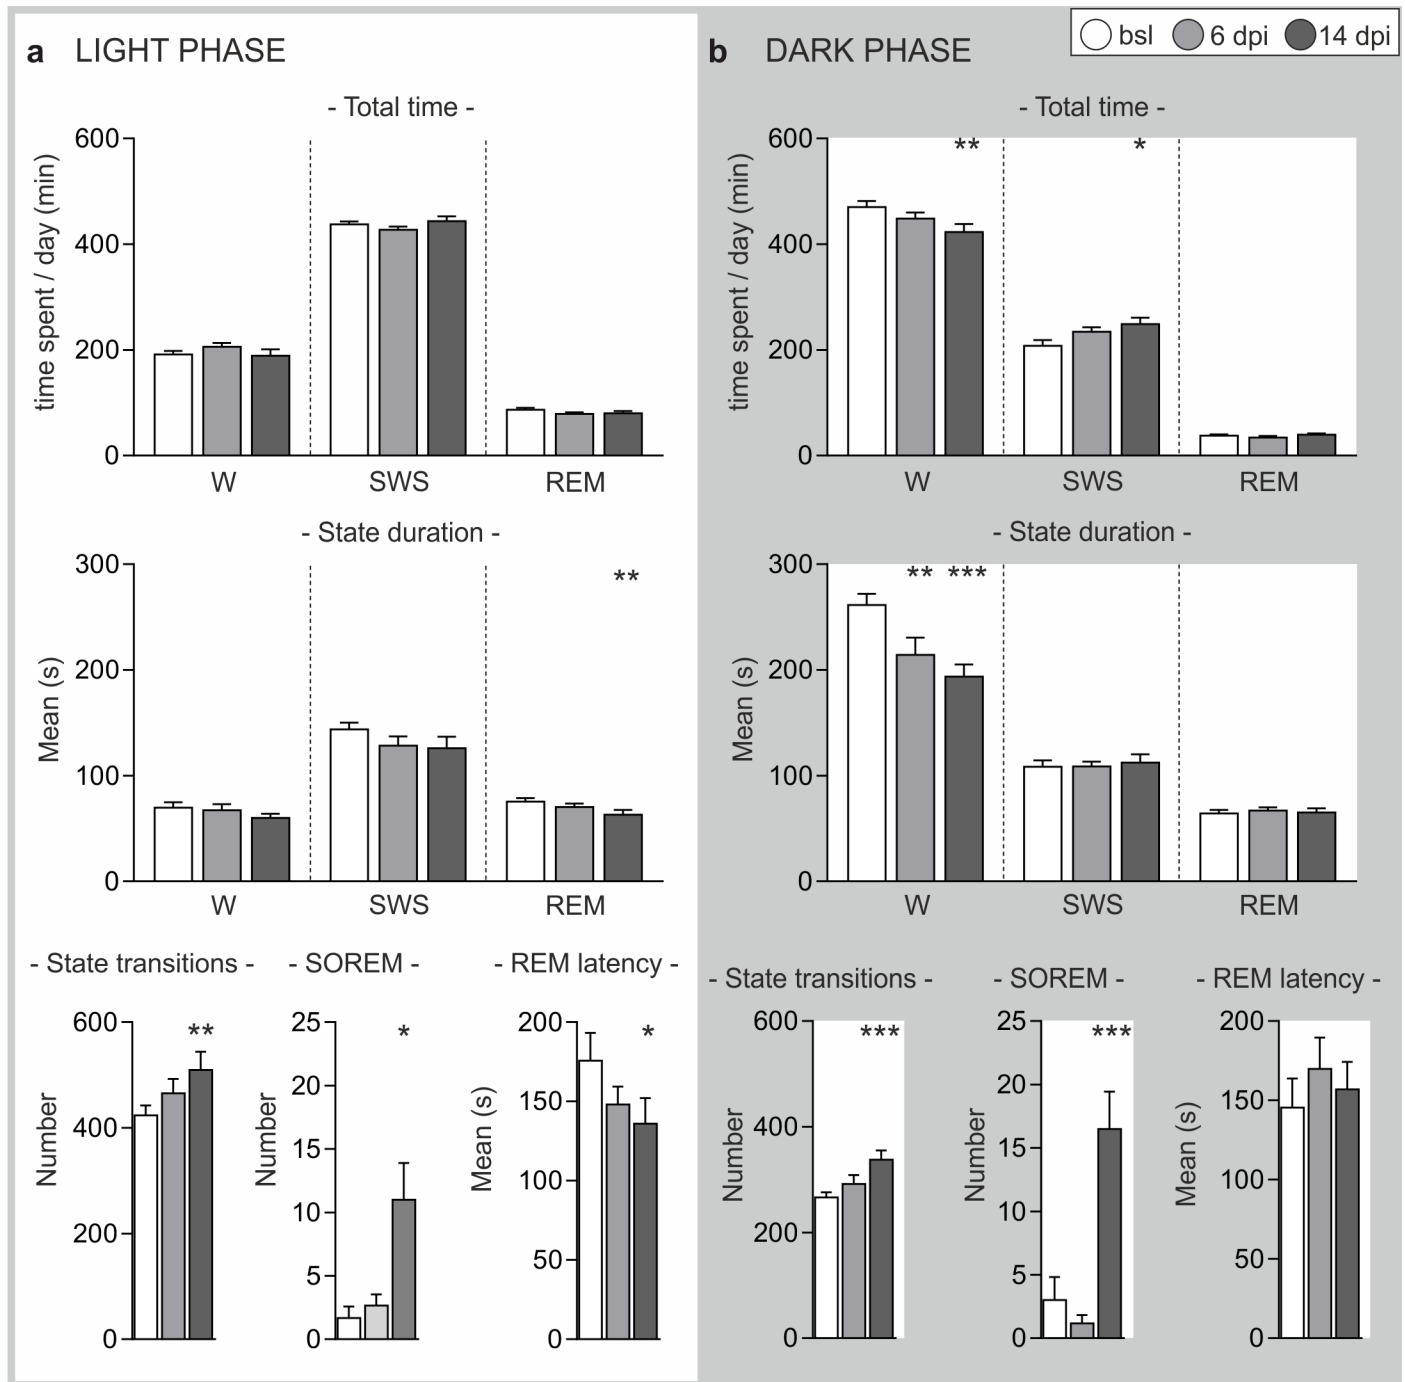 a LIGHT PHASE
- Total time -
time spent / day (min)
600
400
200
0
W SWS REM
- State duration -
Mean (s)
300
** 
200
100
0
W SWS REM
- State transitions - - SOREM - - REM latency -
Number
600
**
400
200
0
Number
25
*
20
15
10
5
0
Mean (s)
200
*
150
100
50
0
bsl 6 dpi 14 dpi
b DARK PHASE
- Total time -
time spent / day (min)
600
** *
400
200
0
W SWS REM
- State duration -
Mean (s)
300
** ***
200
100
0
W SWS REM
- State transitions - - SOREM - - REM latency -
Number
600
***
400
200
0
Number
25
***
20
15
10
5
0
Mean (s)
200
150
100
50
0